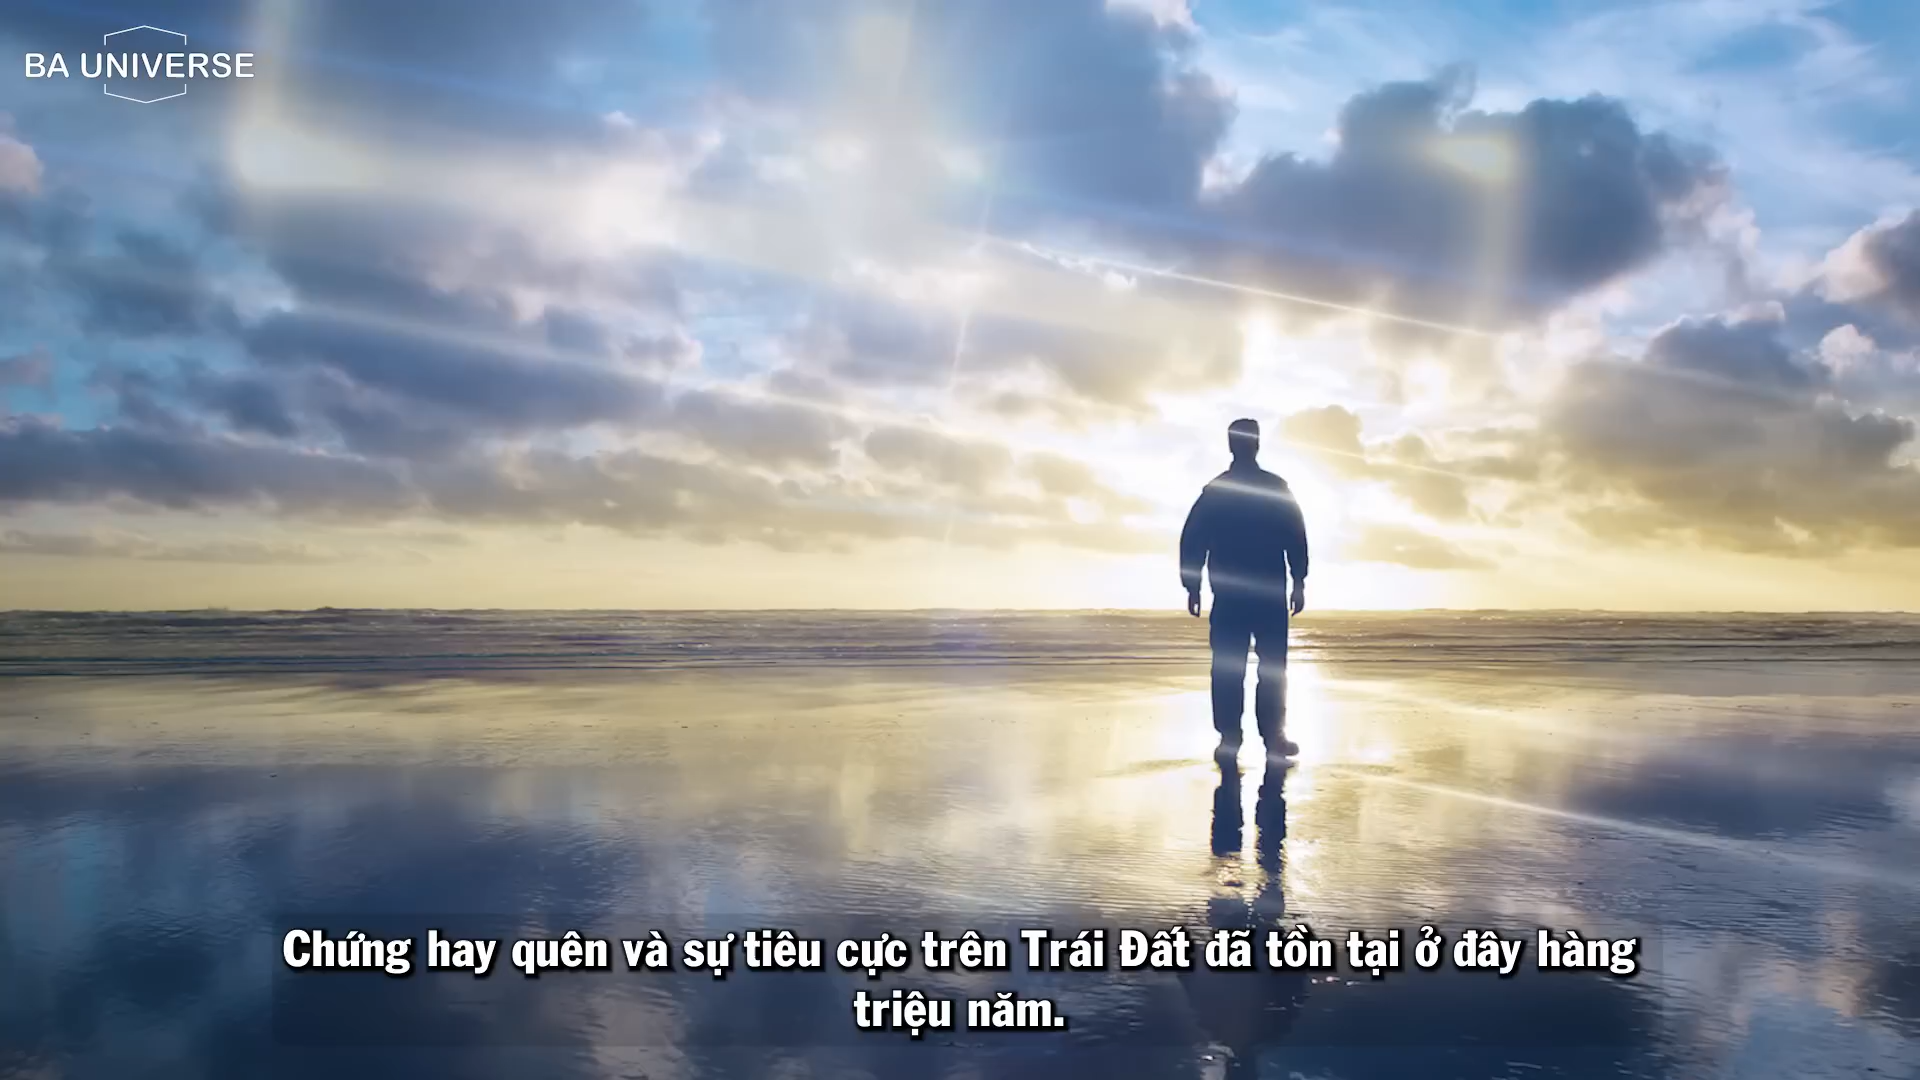 BA UNIVERSE
Chứng hay quên và sự tiêu cực trên Trái Đất đã tồn tại ở đây hàng
triệu năm.